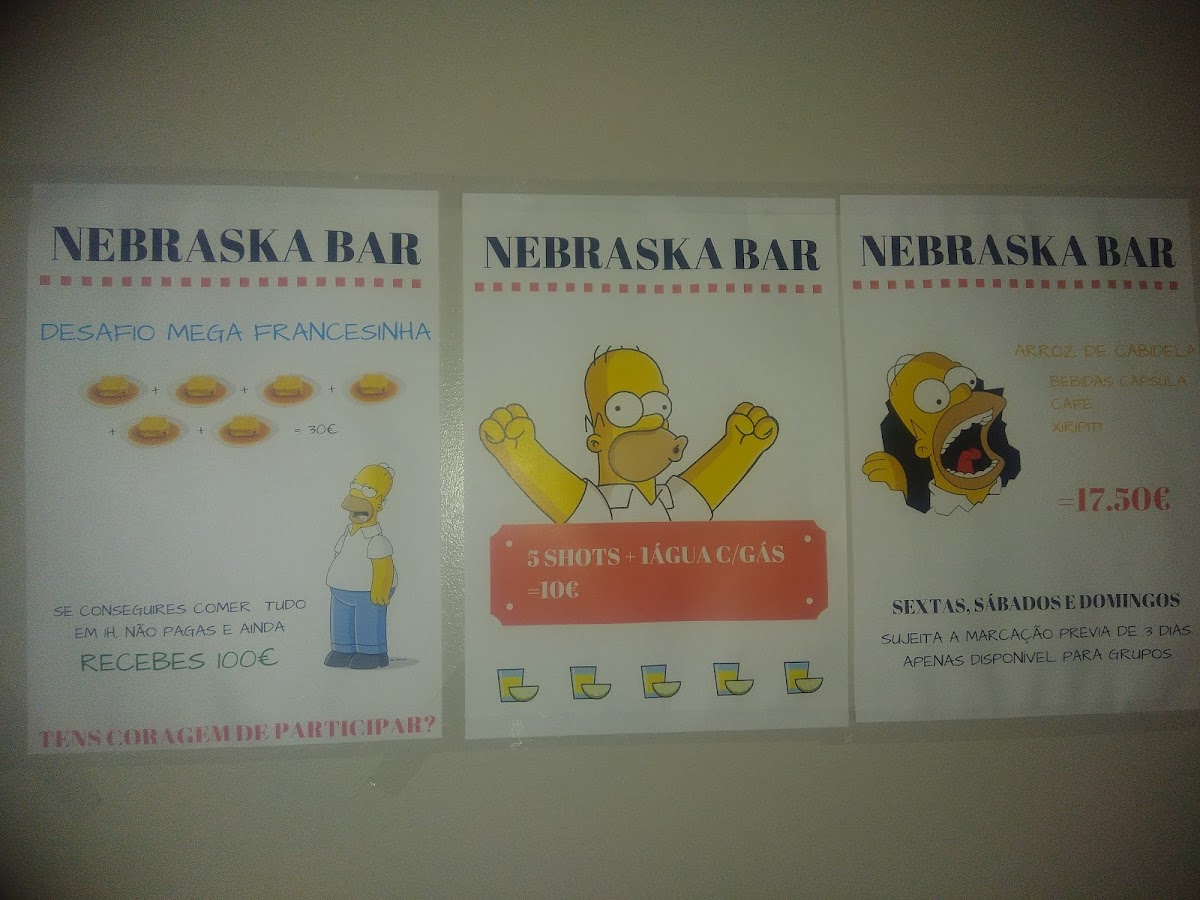 NEBRASKA BAR
DESAFIO MEGA FRANCESINHA
+ + +
+ + = 30€
SE CONSEGUIRES COMER TUDO
EM 1H, NÃO PAGAS E AINDA
RECEBES 100€
TENS CORAGEM DE PARTICIPAR?
NEBRASKA BAR
5 SHOTS + 1ÁGUA C/GÁS
=10€
NEBRASKA BAR
ARROZ DE CABIDELA
BEBIDAS CÁPSULA
CAFÉ
XIRIPITI
=17.50€
SEXTAS, SÁBADOS E DOMINGOS
SUJEITA A MARCAÇÃO PRÉVIA DE 3 DIAS
APENAS DISPONÍVEL PARA GRUPOS.